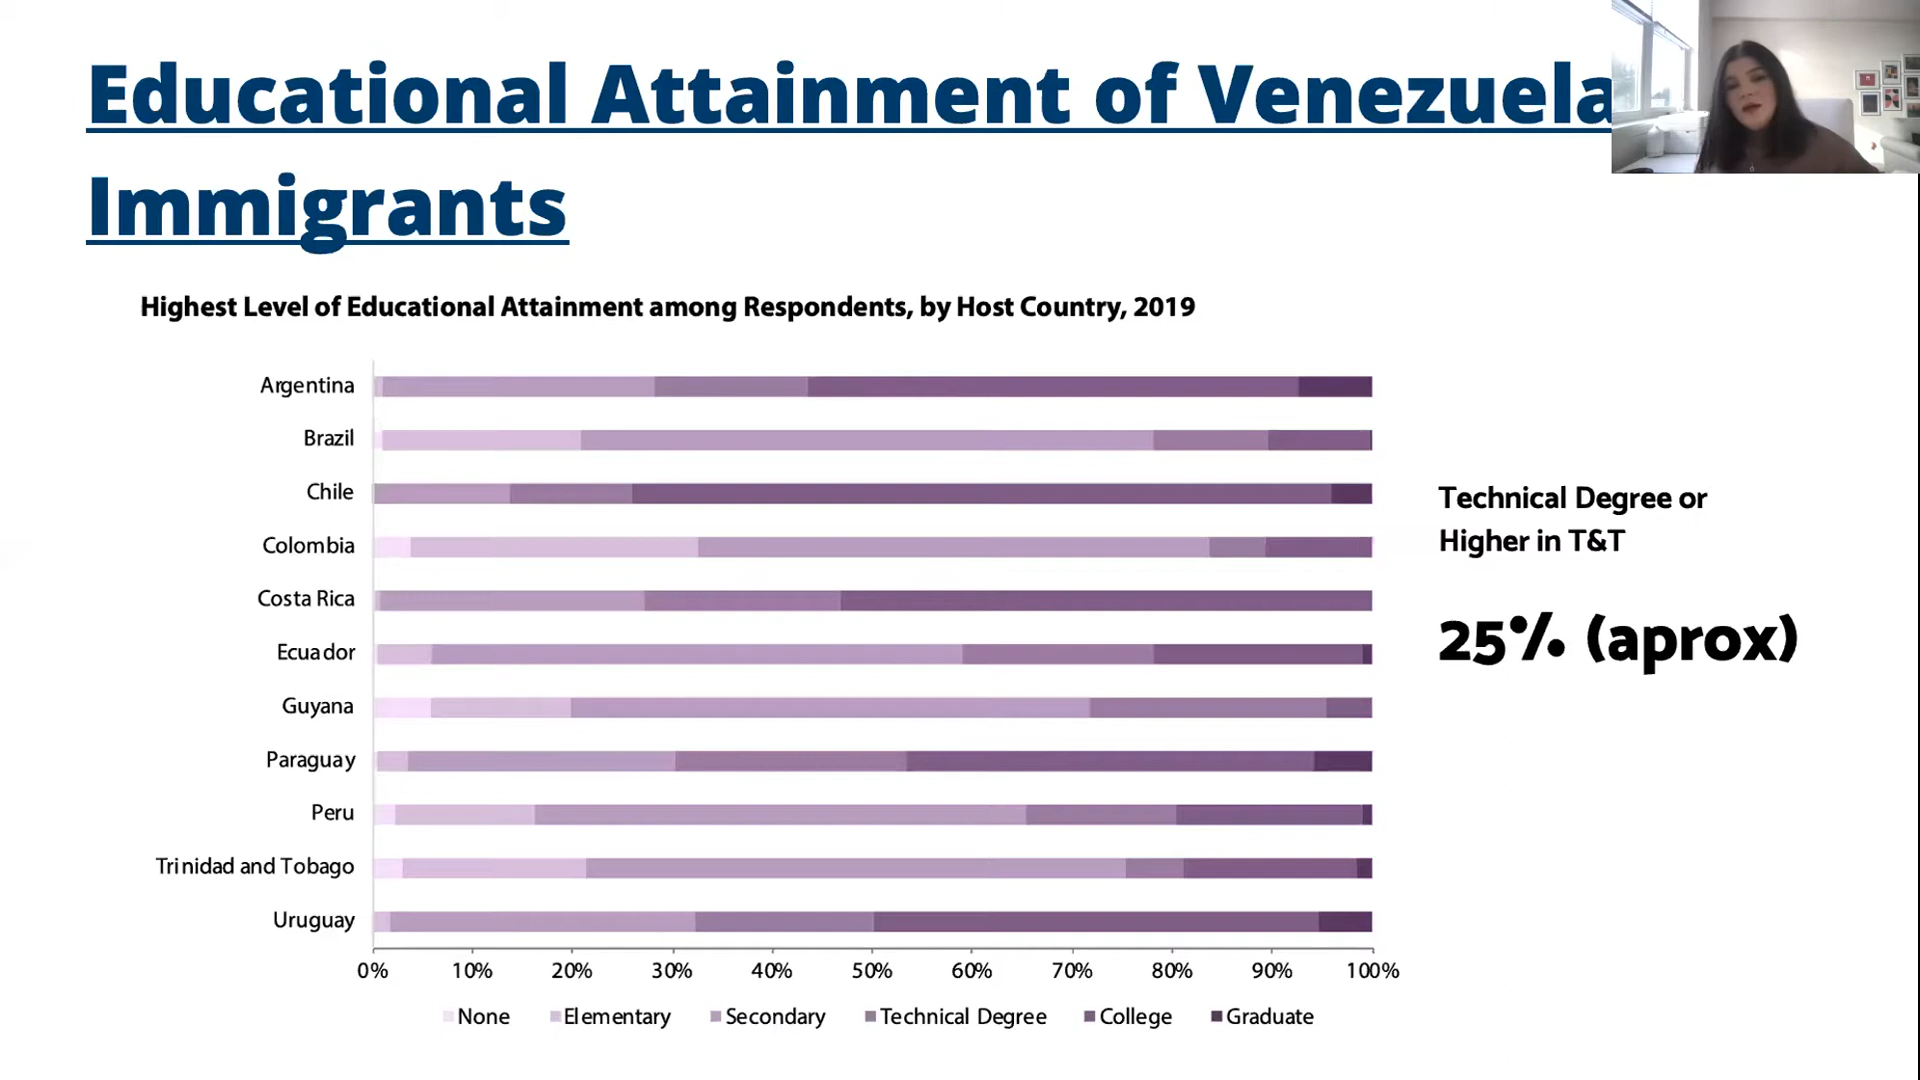 Educational Attainment of Venezuela
Immigrants
Highest Level of Educational Attainment among Respondents, by Host Country, 2019
Argentina
Brazil
Chile
Colombia
Costa Rica
Ecuador
Guyana
Paraguay
Peru
Trinidad and Tobago
Uruguay
0% 10% 20% 30% 40% 50% 60% 70% 80% 90% 100%
None Elementary Secondary Technical Degree College Graduate
Technical Degree or
Higher in T&T
25% (aprox)